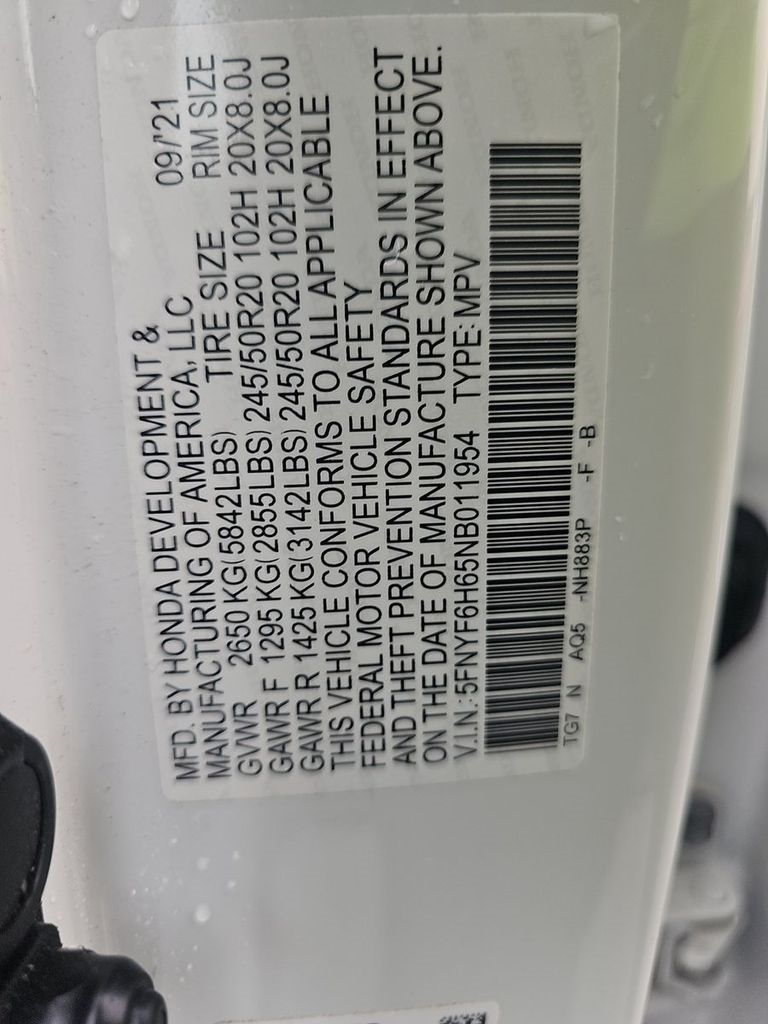 MFD. BY HONDA DEVELOPMENT & 09/'21
MANUFACTURING OF AMERICA, LLC
TIRE SIZE RIM SIZE
GVWR 2650 KG(5842LBS)
GAWR F 1295 KG(2855LBS) 245/50R20 102H 20X8.0J
GAWR R 1425 KG(3142LBS) 245/50R20 102H 20X8.0J
THIS VEHICLE CONFORMS TO ALL APPLICABLE
FEDERAL MOTOR VEHICLE SAFETY
AND THEFT PREVENTION STANDARDS IN EFFECT
ON THE DATE OF MANUFACTURE SHOWN ABOVE.
V.I.N.:5FNYF6H65NB011954 TYPE:MPV
TG7 N AQ5 -NH883P -F -B